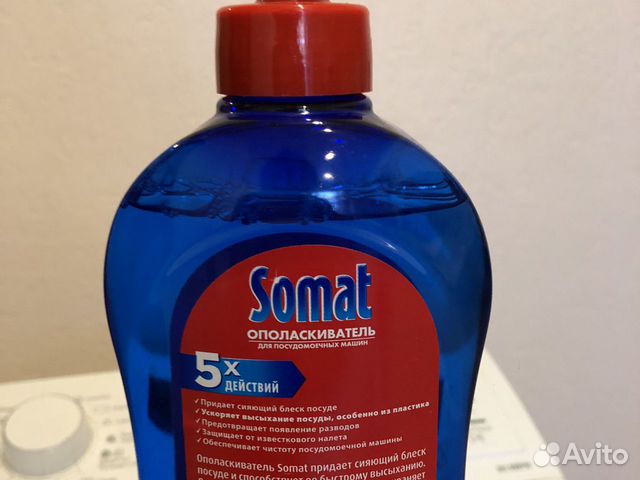 Somat
ОПОЛАСКИВАТЕЛЬ
ДЛЯ ПОСУДОМОЕЧНЫХ МАШИН
5x
ДЕЙСТВИЙ
✓Придает сияющий блеск посуде
✓Ускоряет высыхание посуды, особенно из пластика
✓Предотвращает появление разводов
✓Защищает от известкового налета
✓Обеспечивает чистоту посудомоечной машины
Ополаскиватель Somat придает сияющий блеск
посуде и способствует ее быстрому высыханию.
Avito